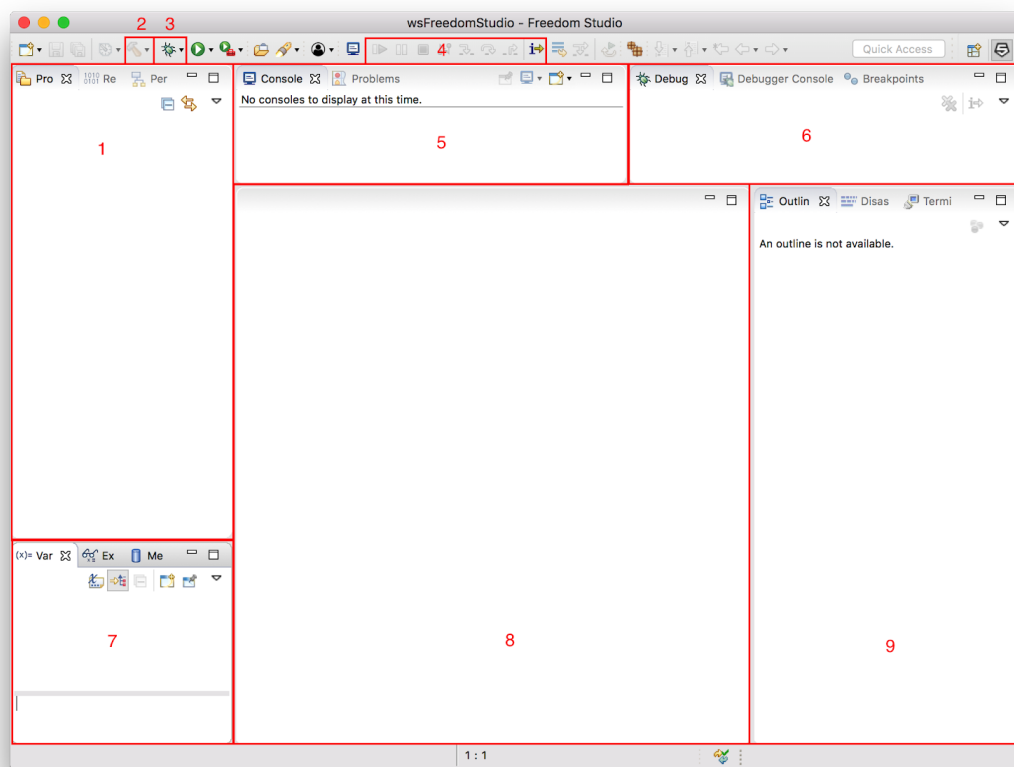 wsFreedomStudio - Freedom Studio
2 3
4
Quick Access
Pro 1010 0101 Re Per
Console Problems
Debug Debugger Console Breakpoints
No consoles to display at this time.
1
5
6
Outlin Disas Termi
An outline is not available.
(x)= Var Ex Me
7
8
9
1 : 1